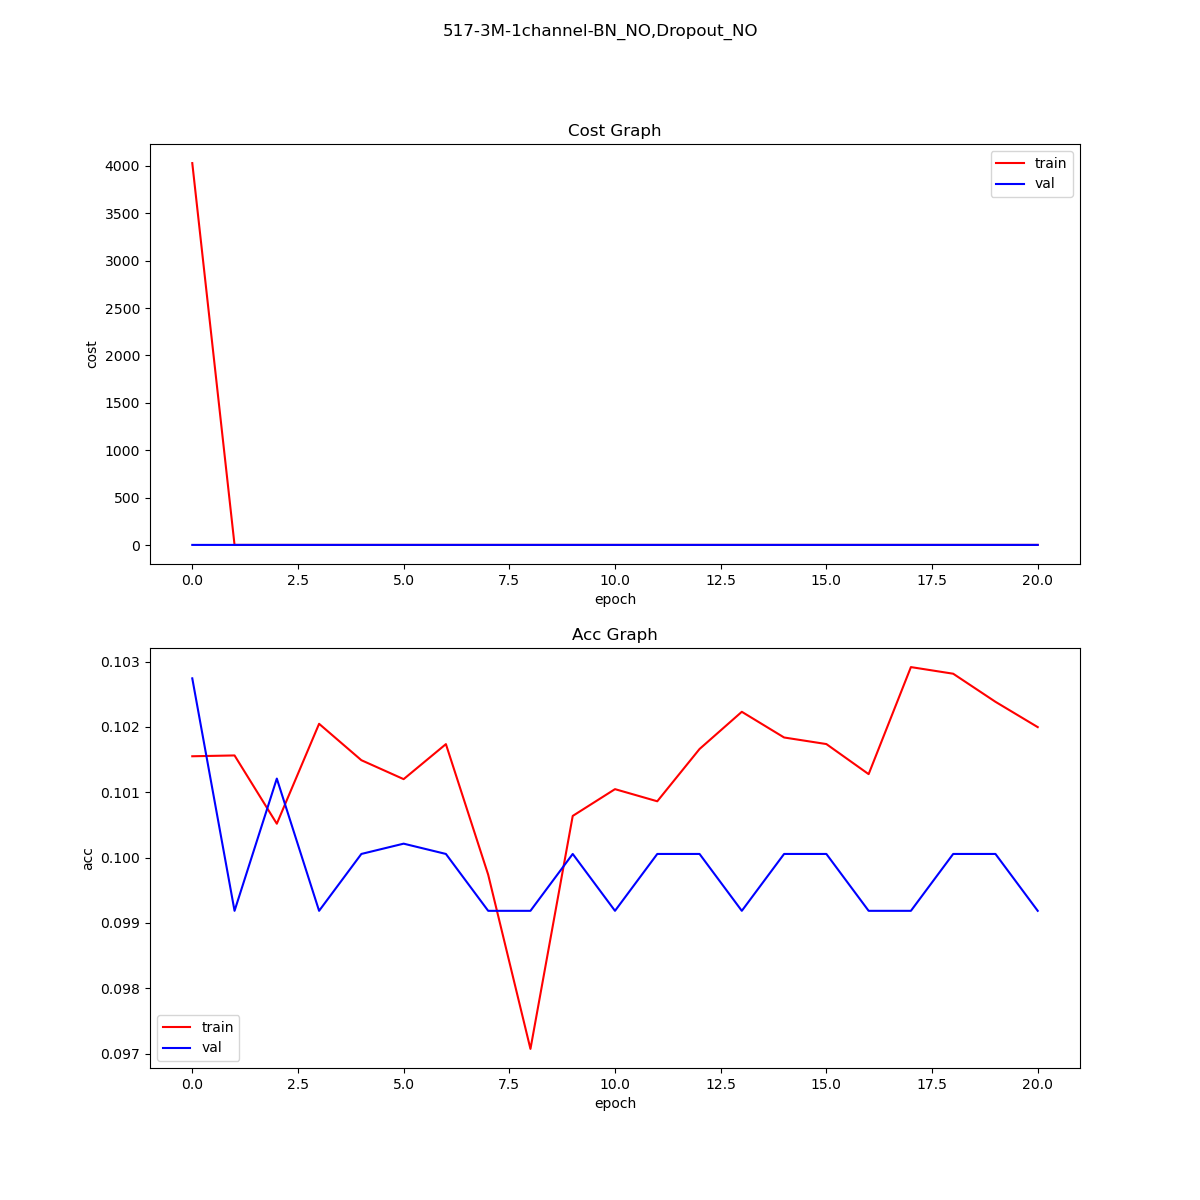 517-3M-1channel-BN_NO,Dropout_NO
Cost Graph
4000
3500
3000
2500
2000
1500
1000
500
0
cost
train
val
0.0 2.5 5.0 7.5 10.0 12.5 15.0 17.5 20.0
epoch
Acc Graph
0.103
0.102
0.101
0.100
0.099
0.098
0.097
acc
train
val
0.0 2.5 5.0 7.5 10.0 12.5 15.0 17.5 20.0
epoch